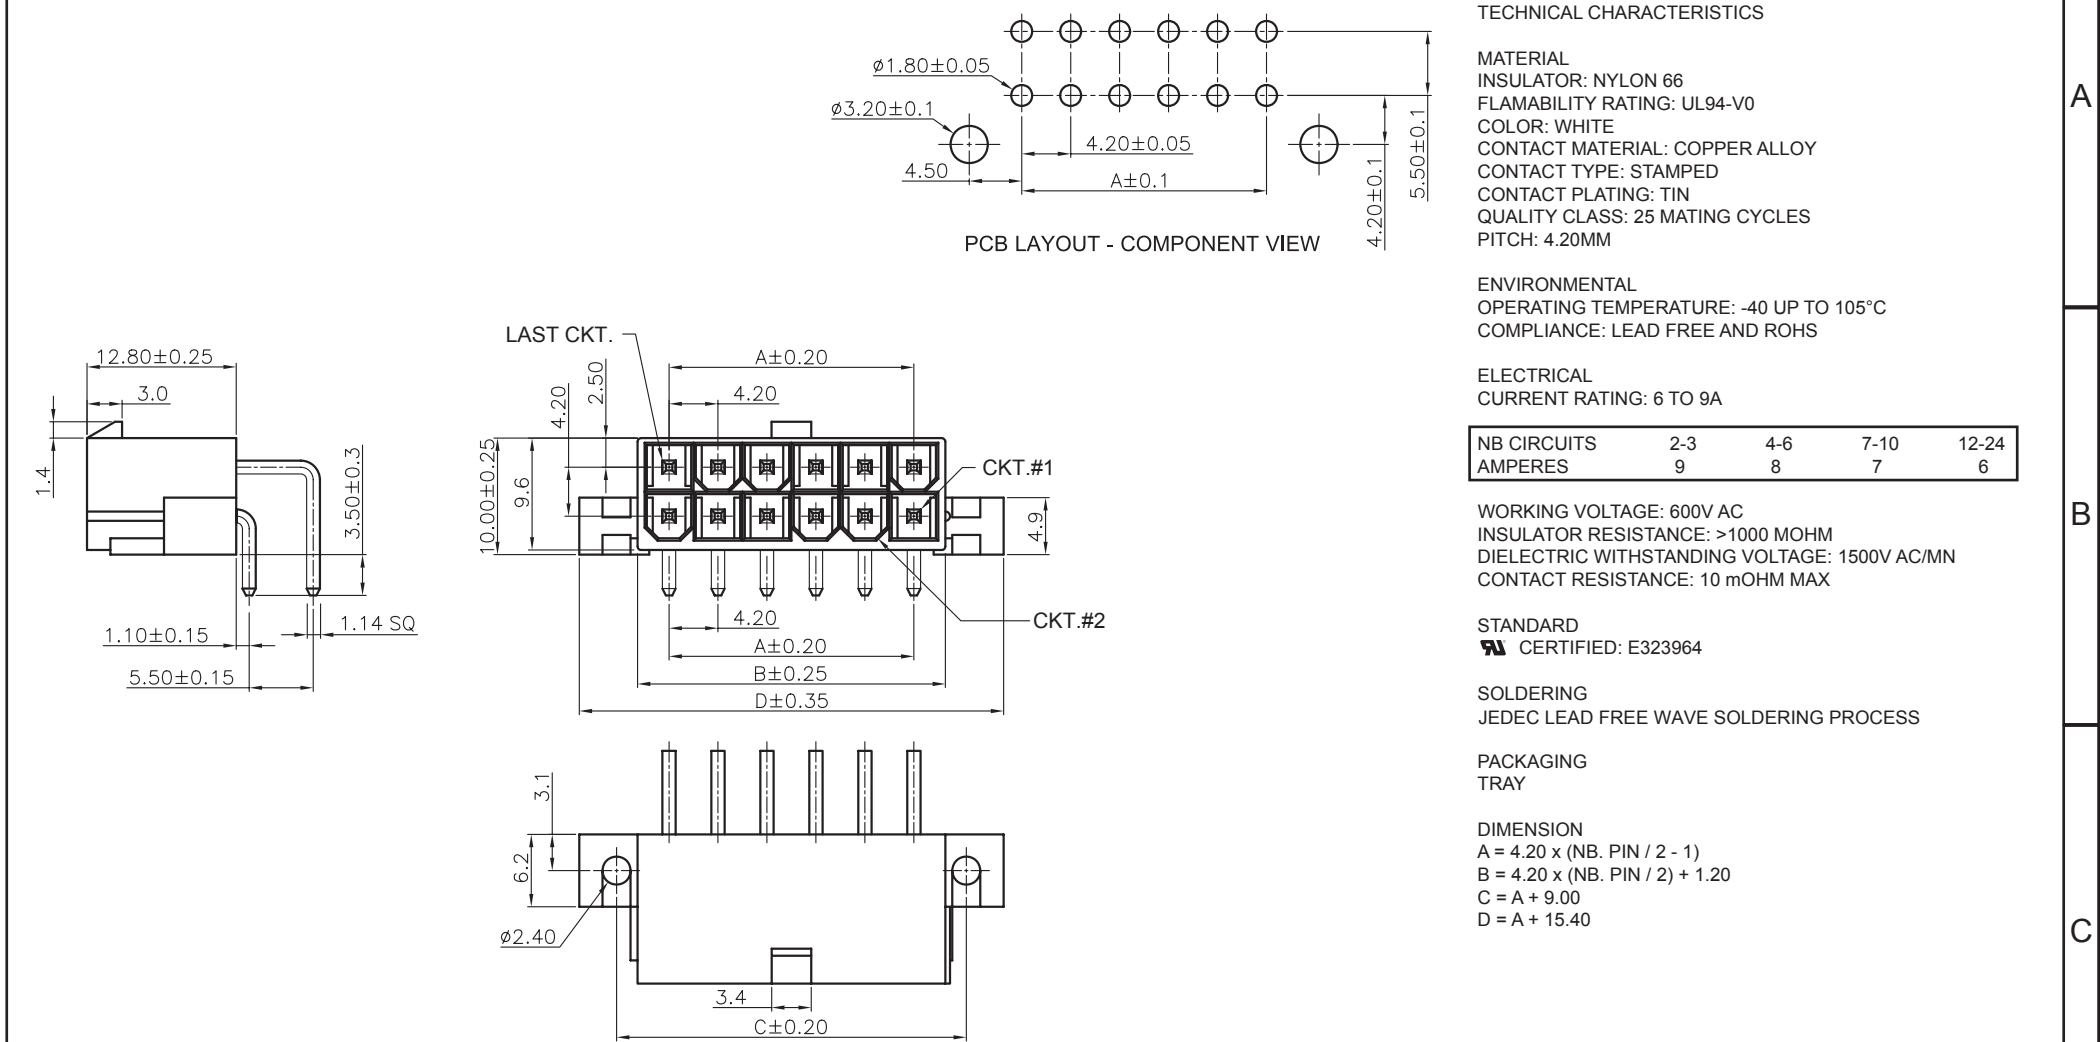 TECHNICAL CHARACTERISTICS
MATERIAL
INSULATOR: NYLON 66
FLAMABILITY RATING: UL94-V0
COLOR: WHITE
CONTACT MATERIAL: COPPER ALLOY
CONTACT TYPE: STAMPED
CONTACT PLATING: TIN
QUALITY CLASS: 25 MATING CYCLES
PITCH: 4.20MM
ENVIRONMENTAL
OPERATING TEMPERATURE: -40 UP TO 105°C
COMPLIANCE: LEAD FREE AND ROHS
ELECTRICAL
CURRENT RATING: 6 TO 9A
NB CIRCUITS 2-3 4-6 7-10 12-24
AMPERES 9 8 7 6
WORKING VOLTAGE: 600V AC
INSULATOR RESISTANCE: >1000 MOHM
DIELECTRIC WITHSTANDING VOLTAGE: 1500V AC/MN
CONTACT RESISTANCE: 10 mOHM MAX
STANDARD
CERTIFIED: E323964
SOLDERING
JEDEC LEAD FREE WAVE SOLDERING PROCESS
PACKAGING
TRAY
DIMENSION
A = 4.20 x (NB. PIN / 2 - 1)
B = 4.20 x (NB. PIN / 2) + 1.20
C = A + 9.00
D = A + 15.40
A
B
C
ø1.80±0.05
ø3.20±0.1
4.20±0.05
4.50
A±0.1
4.20±0.1
5.50±0.1
PCB LAYOUT - COMPONENT VIEW
12.80±0.25
3.0
1.4
3.50±0.3
1.10±0.15
1.14 SQ
5.50±0.15
LAST CKT.
A±0.20
4.20
2.50
4.20
10.00±0.25
9.6
CKT.#1
4.9
CKT.#2
4.20
A±0.20
B±0.25
D±0.35
3.1
6.2
ø2.40
3.4
C±0.20